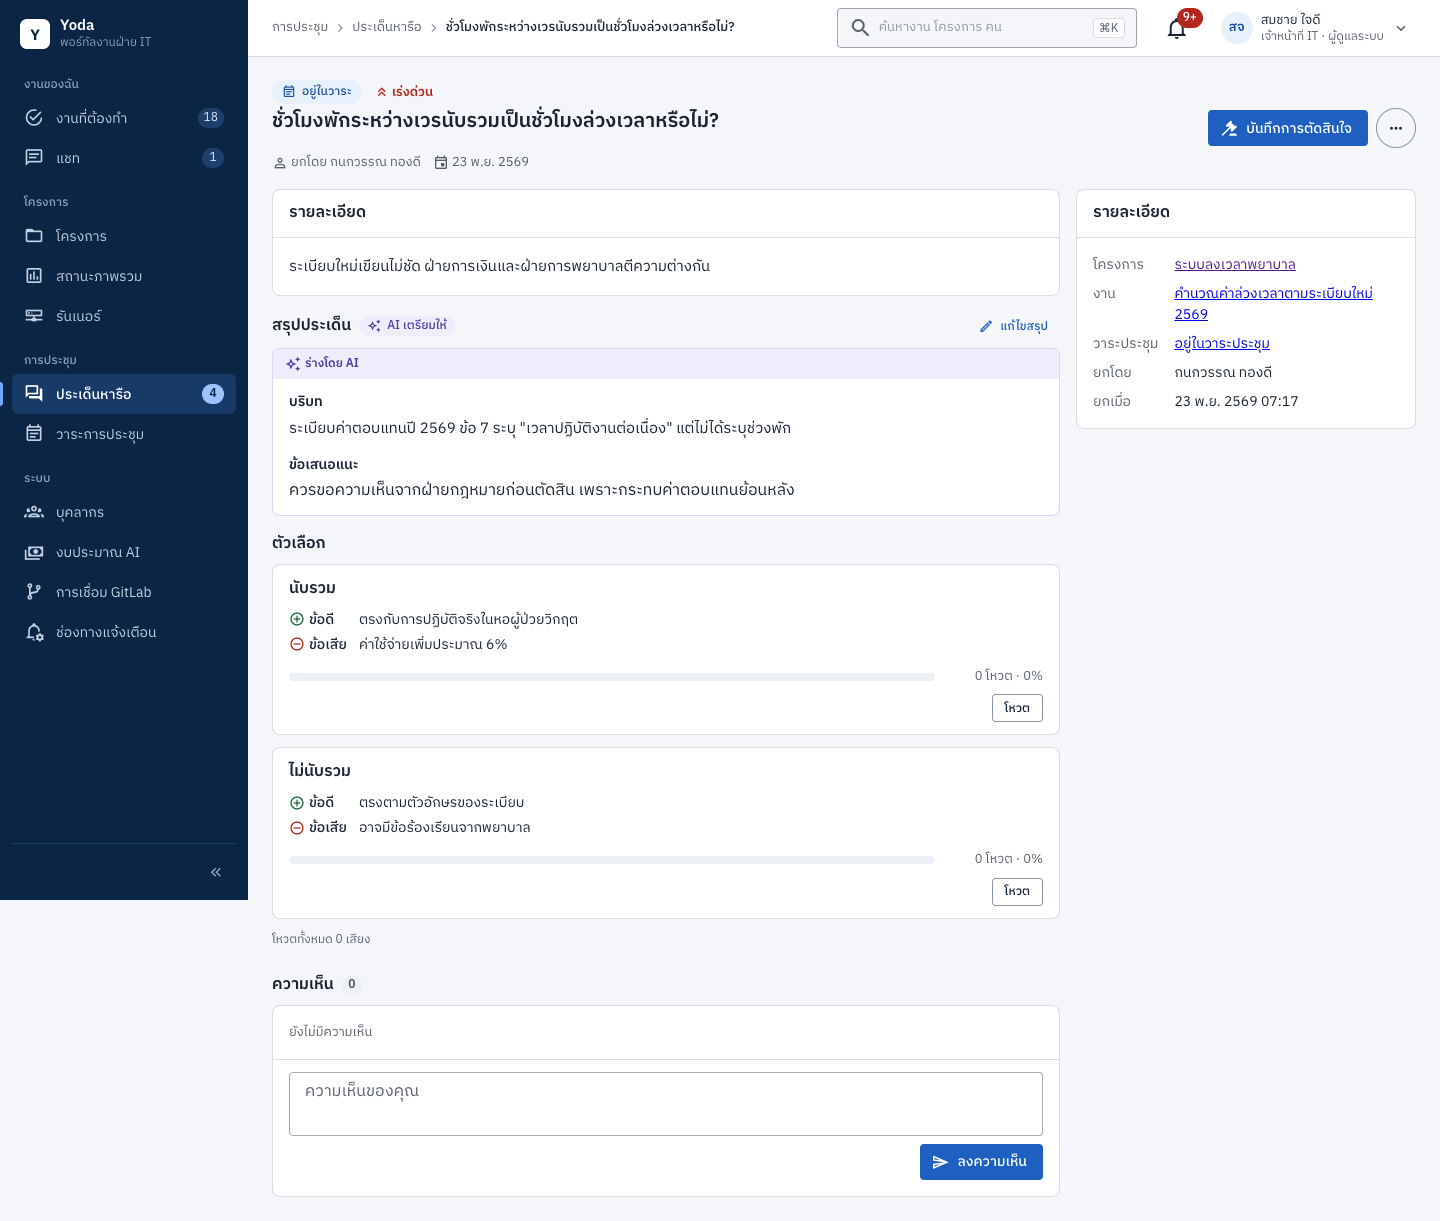 Y
Yoda
พอร์ทัลงานฝ่าย IT
งานของฉัน
งานที่ต้องทำ 18
แชท 1
โครงการ
โครงการ
สถานะภาพรวม
รันเนอร์
การประชุม
ประเด็นหารือ 4
วาระการประชุม
ระบบ
บุคลากร
งบประมาณ AI
การเชื่อม GitLab
ช่องทางแจ้งเตือน
การประชุม ประเด็นหารือ ชั่วโมงพักระหว่างเวรนับรวมเป็นชั่วโมงล่วงเวลาหรือไม่?
ค้นหางาน โครงการ คน ⌘K
9+
สจ
สมชาย ใจดี
เจ้าหน้าที่ IT · ผู้ดูแลระบบ
อยู่ในวาระ เร่งด่วน
ชั่วโมงพักระหว่างเวรนับรวมเป็นชั่วโมงล่วงเวลาหรือไม่?
บันทึกการตัดสินใจ
ยกโดย กนกวรรณ ทองดี 23 พ.ย. 2569
รายละเอียด
ระเบียบใหม่เขียนไม่ชัด ฝ่ายการเงินและฝ่ายการพยาบาลตีความต่างกัน
สรุปประเด็น AI เตรียมให้ แก้ไขสรุป
ร่างโดย AI
บริบท
ระเบียบค่าตอบแทนปี 2569 ข้อ 7 ระบุ "เวลาปฏิบัติงานต่อเนื่อง" แต่ไม่ได้ระบุช่วงพัก
ข้อเสนอแนะ
ควรขอความเห็นจากฝ่ายกฎหมายก่อนตัดสิน เพราะกระทบค่าตอบแทนย้อนหลัง
ตัวเลือก
นับรวม
ข้อดี ตรงกับการปฏิบัติจริงในหอผู้ป่วยวิกฤต
ข้อเสีย ค่าใช้จ่ายเพิ่มประมาณ 6%
0 โหวต · 0%
โหวต
ไม่นับรวม
ข้อดี ตรงตามตัวอักษรของระเบียบ
ข้อเสีย อาจมีข้อร้องเรียนจากพยาบาล
0 โหวต · 0%
โหวต
โหวตทั้งหมด 0 เสียง
ความเห็น 0
ยังไม่มีความเห็น
ความเห็นของคุณ
ลงความเห็น
รายละเอียด
โครงการ ระบบลงเวลาพยาบาล
งาน คำนวณค่าล่วงเวลาตามระเบียบใหม่
2569
วาระประชุม อยู่ในวาระประชุม
ยกโดย กนกวรรณ ทองดี
ยกเมื่อ 23 พ.ย. 2569 07:17